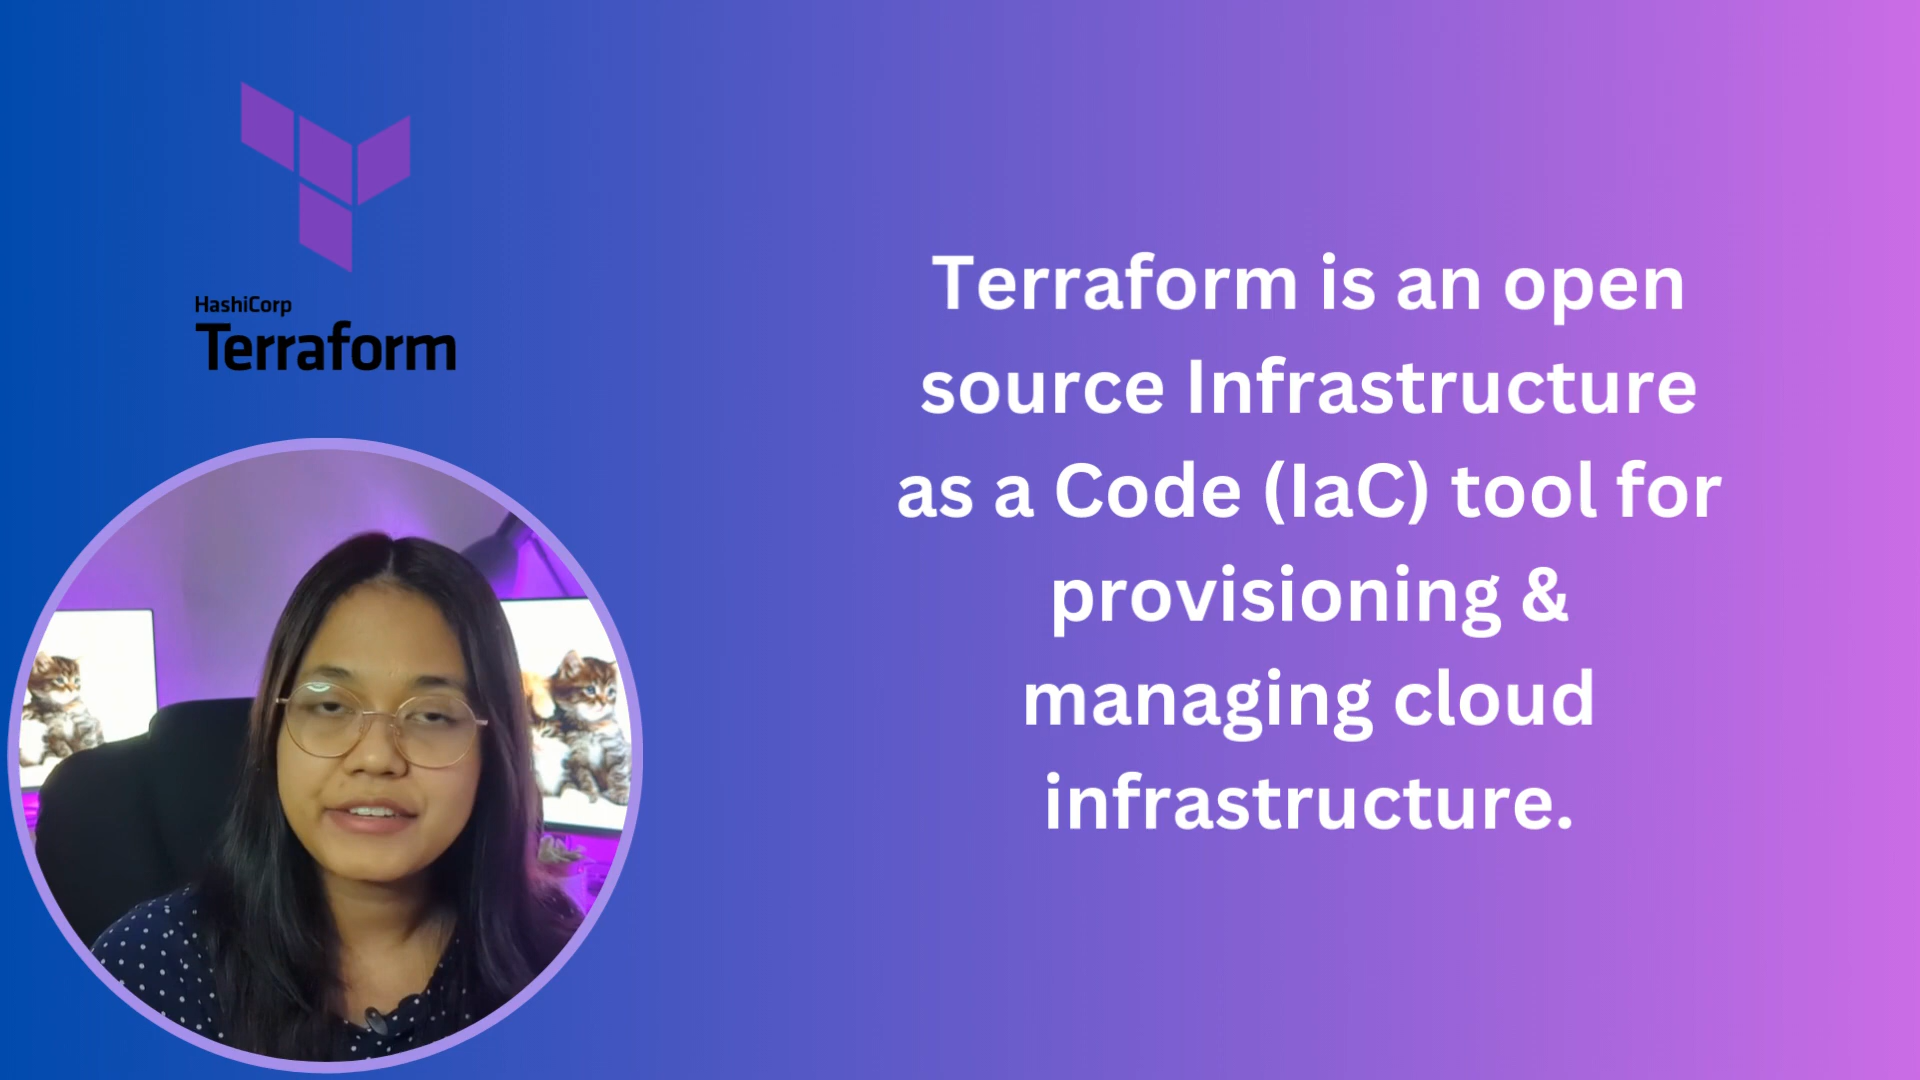 HashiCorp
Terraform
Terraform is an open
source Infrastructure
as a Code (IaC) tool for
provisioning &
managing cloud
infrastructure.